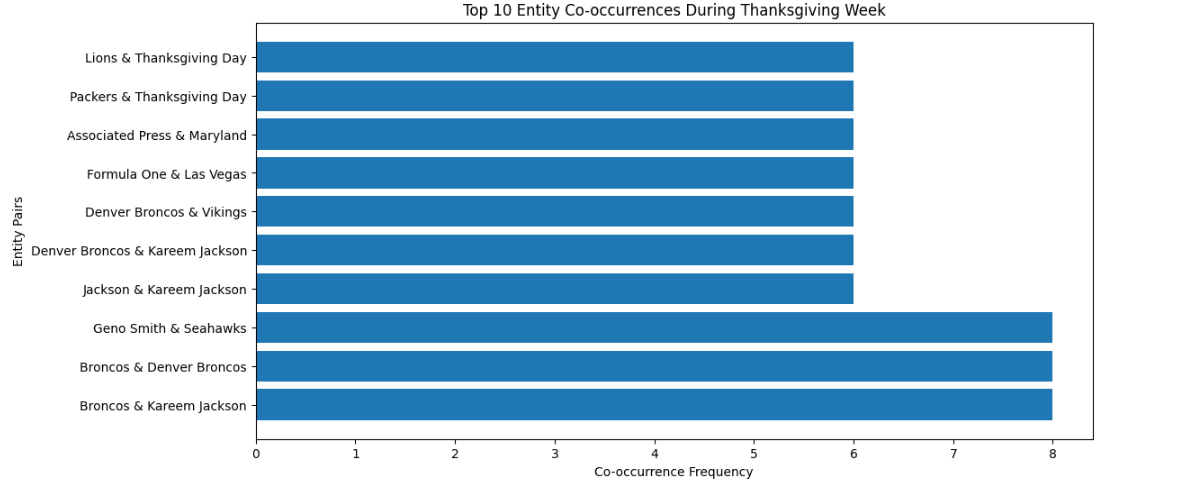 Top 10 Entity Co-occurrences During Thanksgiving Week
Entity Pairs
Lions & Thanksgiving Day
Packers & Thanksgiving Day
Associated Press & Maryland
Formula One & Las Vegas
Denver Broncos & Vikings
Denver Broncos & Kareem Jackson
Jackson & Kareem Jackson
Geno Smith & Seahawks
Broncos & Denver Broncos
Broncos & Kareem Jackson
0 1 2 3 4 5 6 7 8
Co-occurrence Frequency